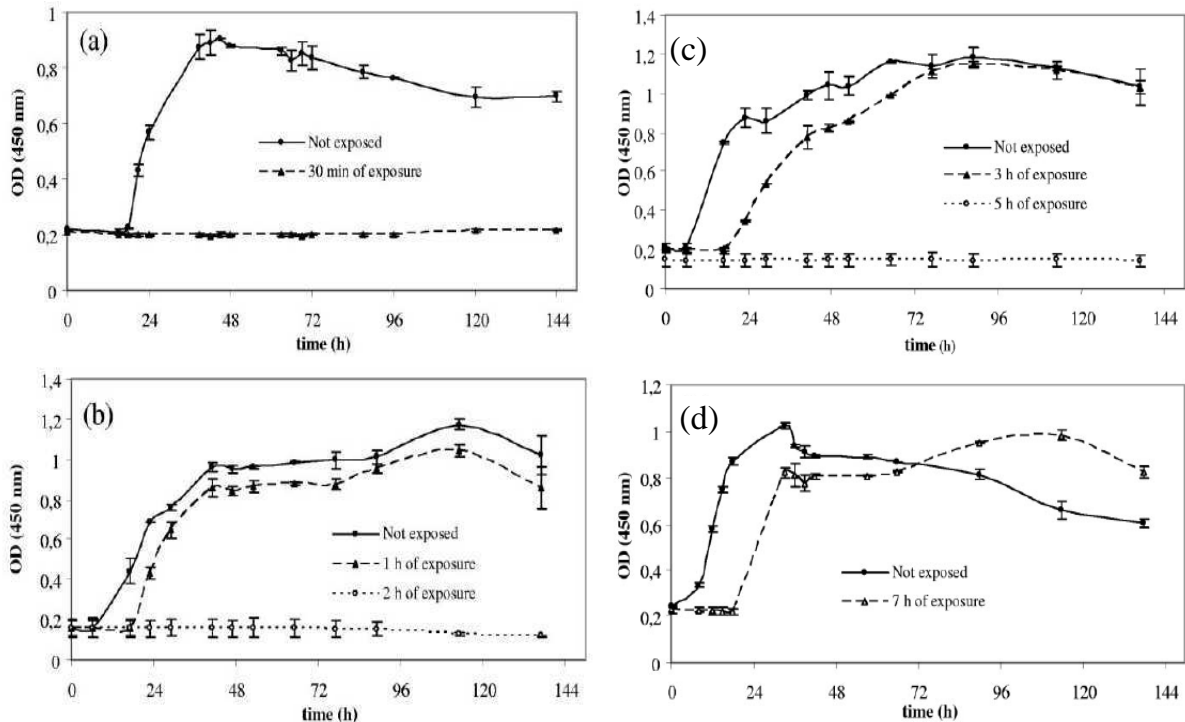 (a)
OD (450 nm)
1
0,8
0,6
0,4
0,2
0
Not exposed
30 min of exposure
0 24 48 72 96 120 144
time (h)
(b)
OD (450 nm)
1,4
1,2
1
0,8
0,6
0,4
0,2
0
Not exposed
1 h of exposure
2 h of exposure
0 24 48 72 96 120 144
time (h)
(c)
OD (450 nm)
1,4
1,2
1
0,8
0,6
0,4
0,2
0
Not exposed
3 h of exposure
5 h of exposure
0 24 48 72 96 120 144
time (h)
(d)
OD (450 nm)
1,2
1
0,8
0,6
0,4
0,2
0
Not exposed
7 h of exposure
0 24 48 72 96 120 144
time (h)